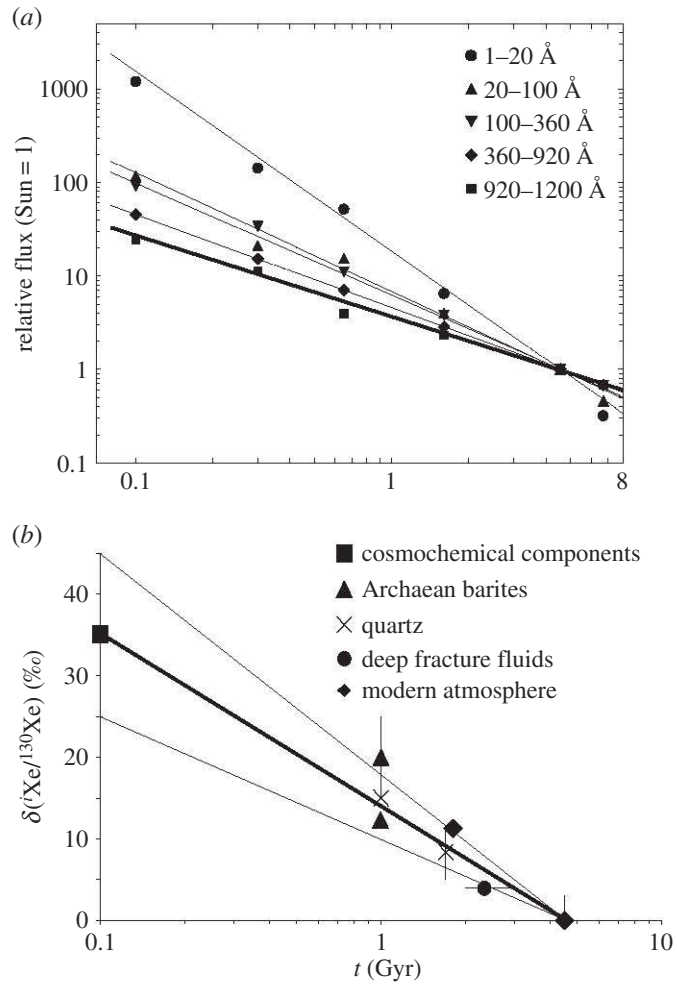 (a)
1000
100
10
1
0.1
relative flux (Sun = 1)
1–20 Å
20–100 Å
100–360 Å
360–920 Å
920–1200 Å
0.1
1
8
(b)
40
30
20
10
0
δ(ⁱXe/¹³⁰Xe) (‰)
cosmochemical components
Archaean barites
quartz
deep fracture fluids
modern atmosphere
0.1
1
10
t (Gyr)